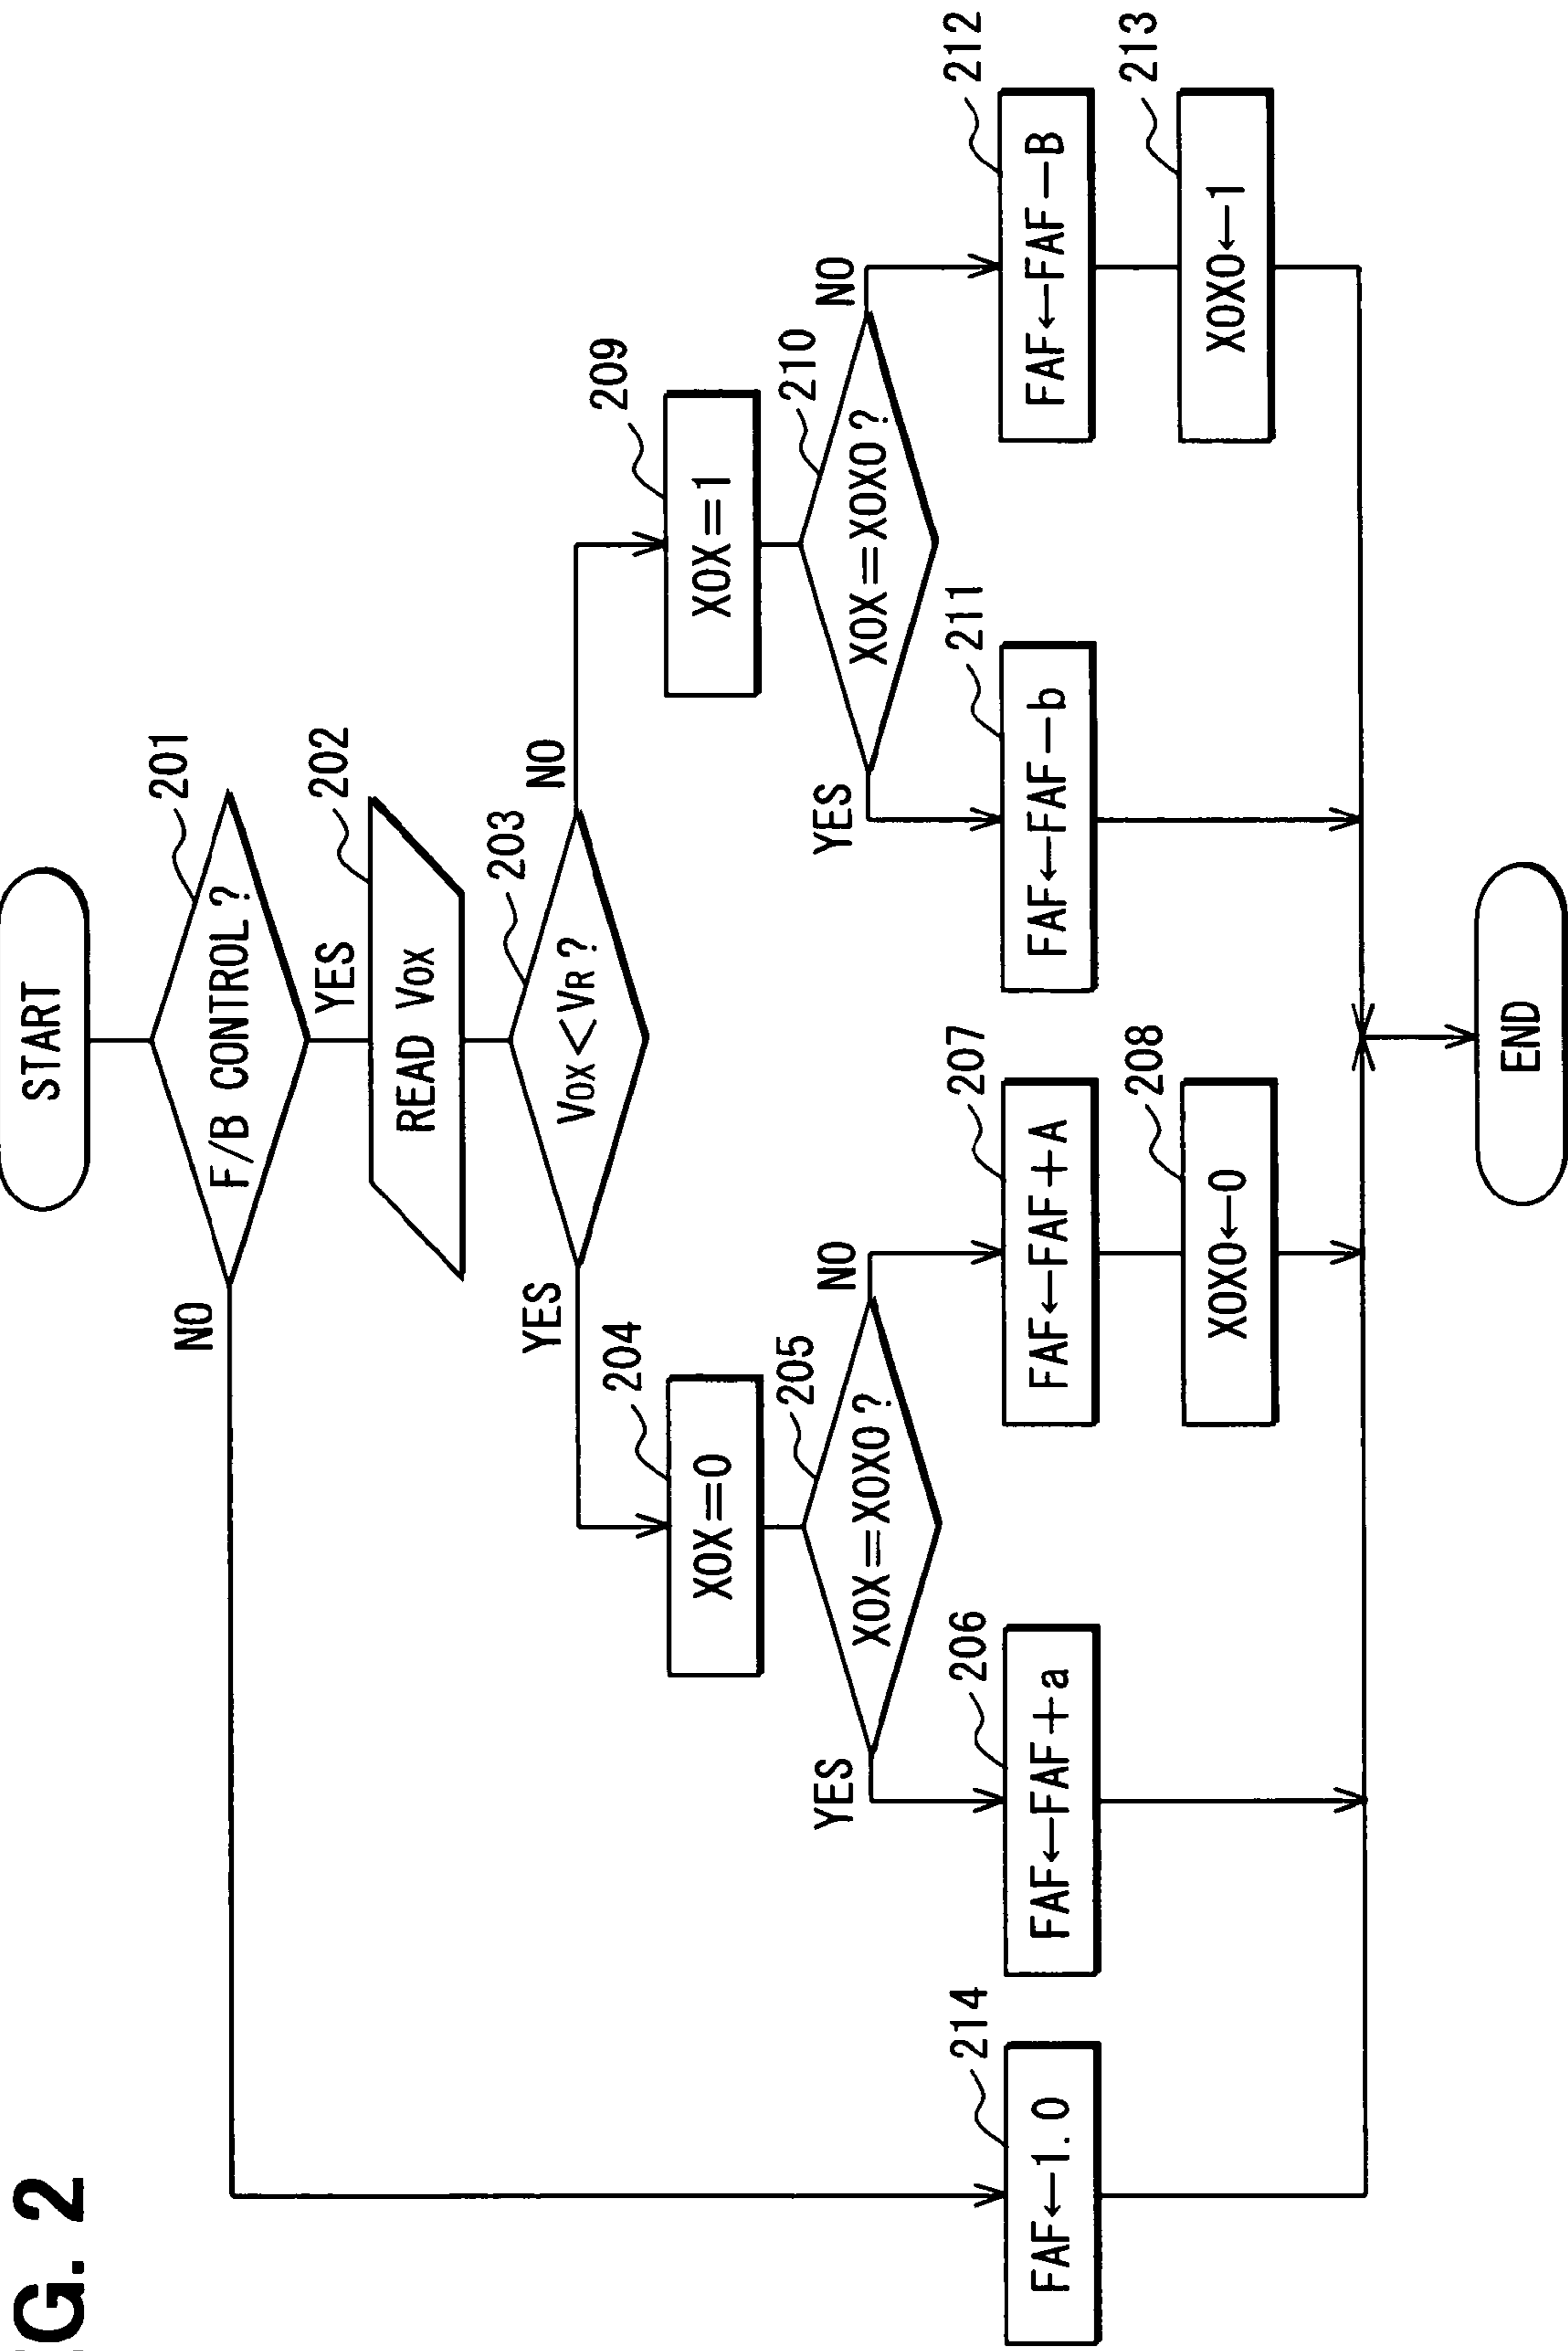 G. 2
START
201
F/B CONTROL ?
NO
YES
202
READ VOX
203
VOX<VR ?
YES
NO
204
XOX=0
205
XOX=XOXO ?
YES
NO
206
FAF←FAF+a
207
FAF←FAF+A
208
XOXO←0
209
XOX=1
210
XOX=XOXO ?
YES
NO
211
FAF←FAF-b
212
FAF←FAF-B
213
XOXO←1
214
FAF←1.0
END